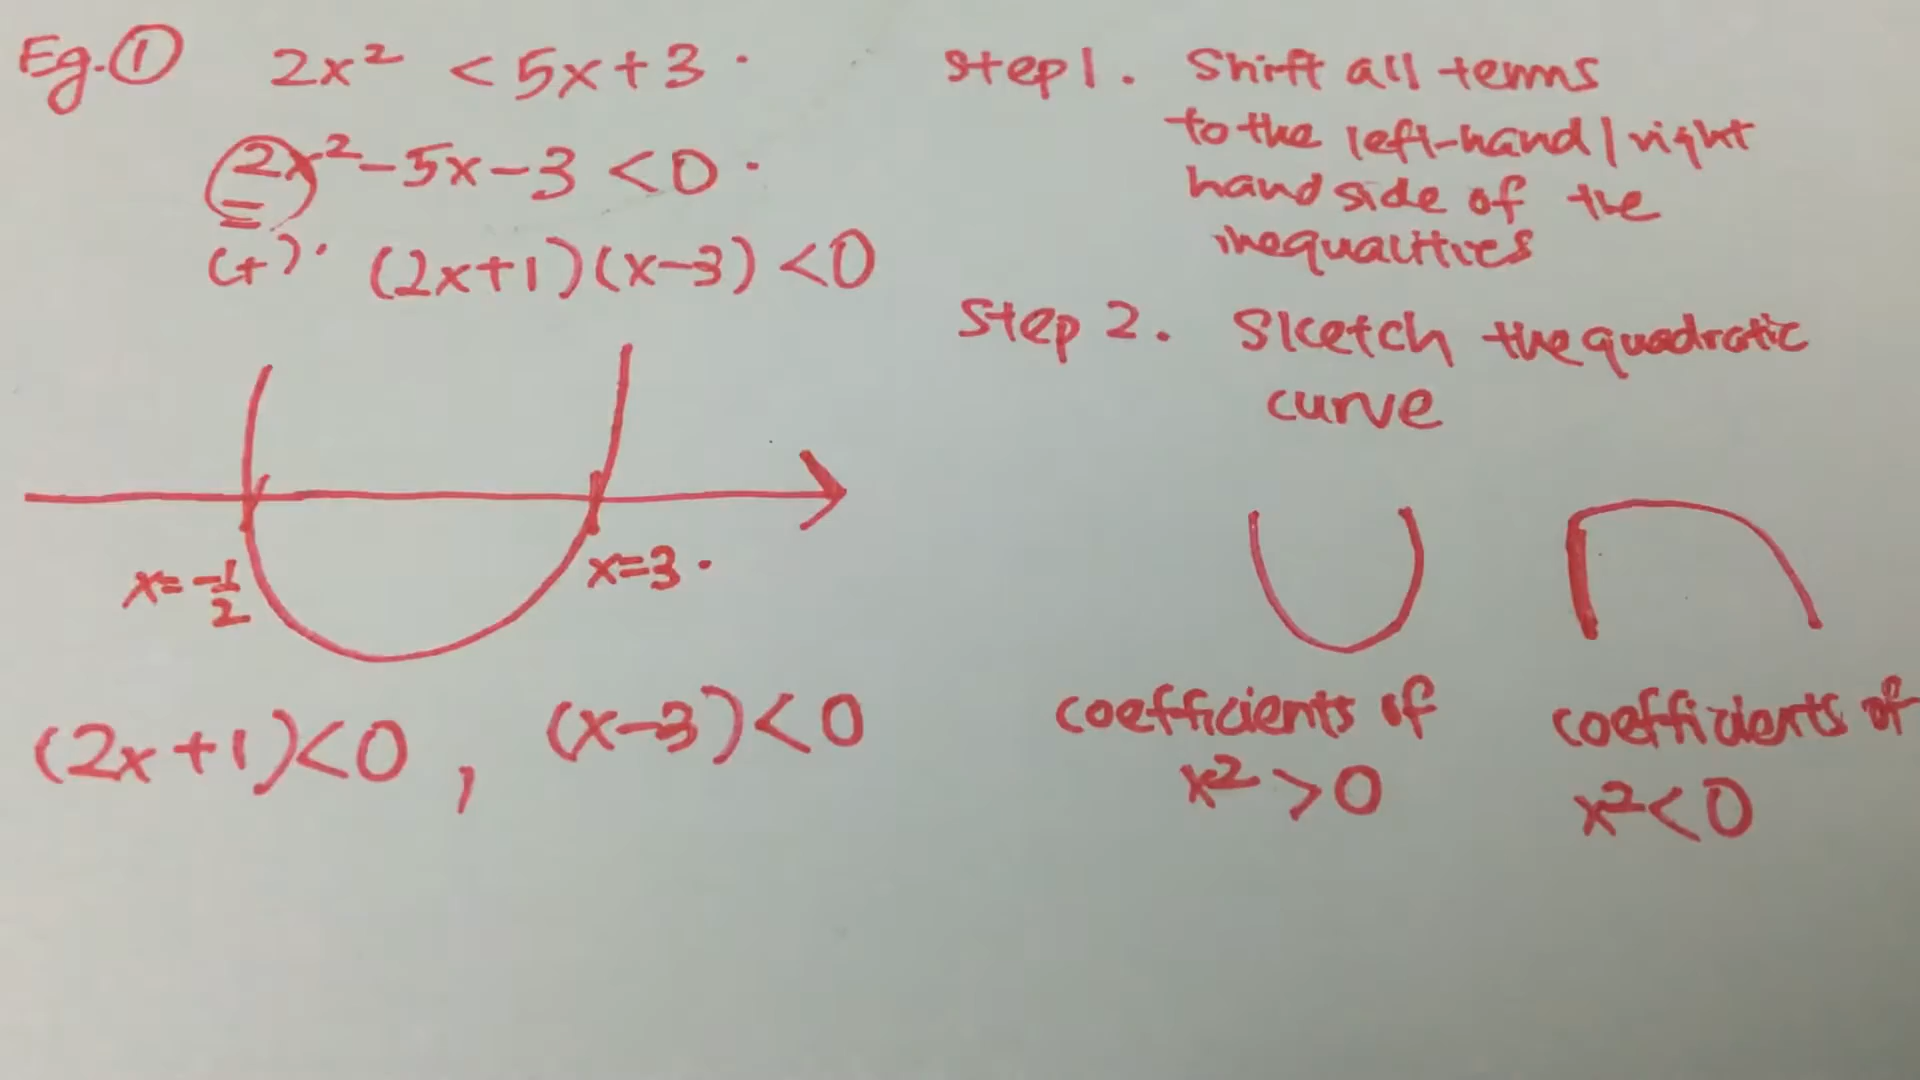 Eg. ① 2x² < 5x+3.
2x²-5x-3 <0.
(+). (2x+1)(x-3) <0
x=-1/2
x=3.
(2x+1)<0, (x-3)<0
Step 1. Shift all terms
to the left-hand/right
hand side of the
inequalities
Step 2. Sketch the quadratic
curve
coefficients of
x²>0
coefficients of
x²<0